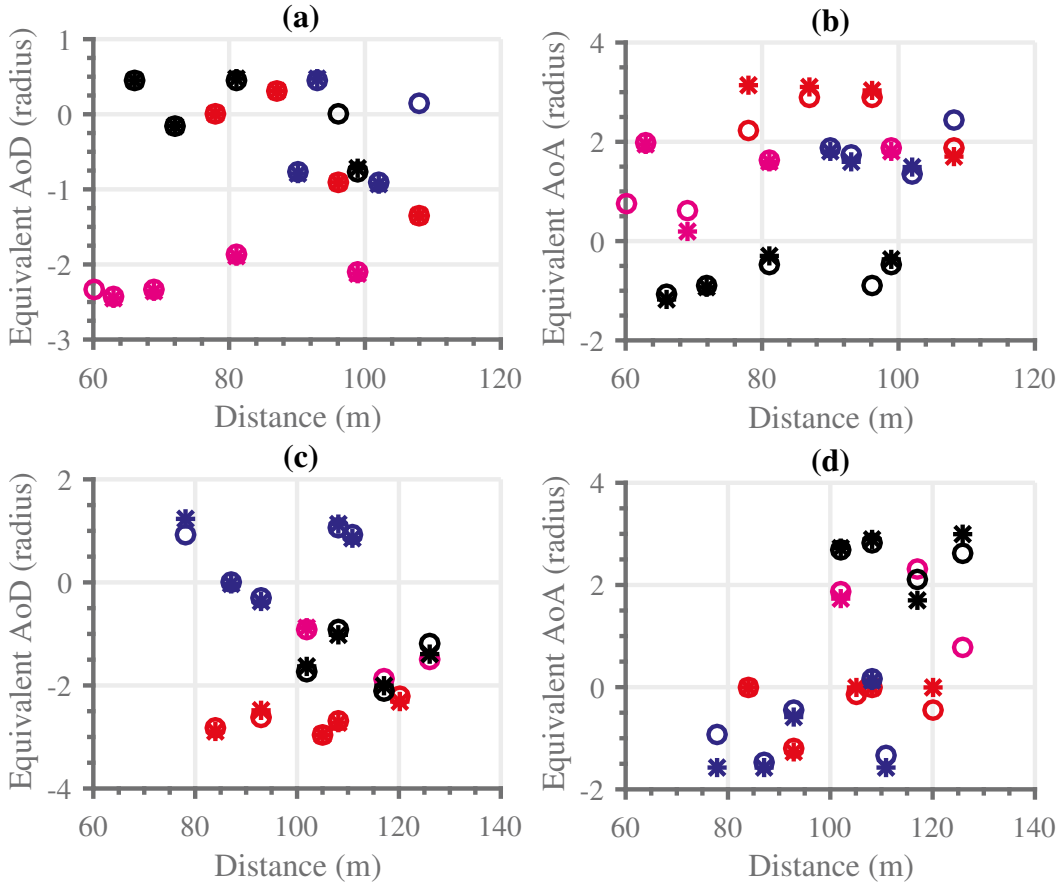 (a)
Equivalent AoD (radius)
1
0
-1
-2
-3
60
80
100
120
Distance (m)
(b)
Equivalent AoA (radius)
4
2
0
-2
60
80
100
120
Distance (m)
(c)
Equivalent AoD (radius)
2
0
-2
-4
60
80
100
120
140
Distance (m)
(d)
Equivalent AoA (radius)
4
2
0
-2
60
80
100
120
140
Distance (m)